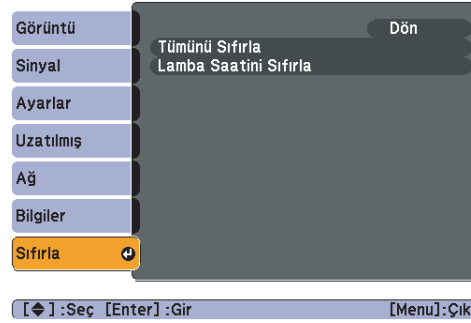 Görüntü
Sinyal
Ayarlar
Uzatılmış
Ağ
Bilgiler
Sıfırla
Dön
Tümünü Sıfırla
Lamba Saatini Sıfırla
[◆] :Seç [Enter] :Gir [Menu]:Çık